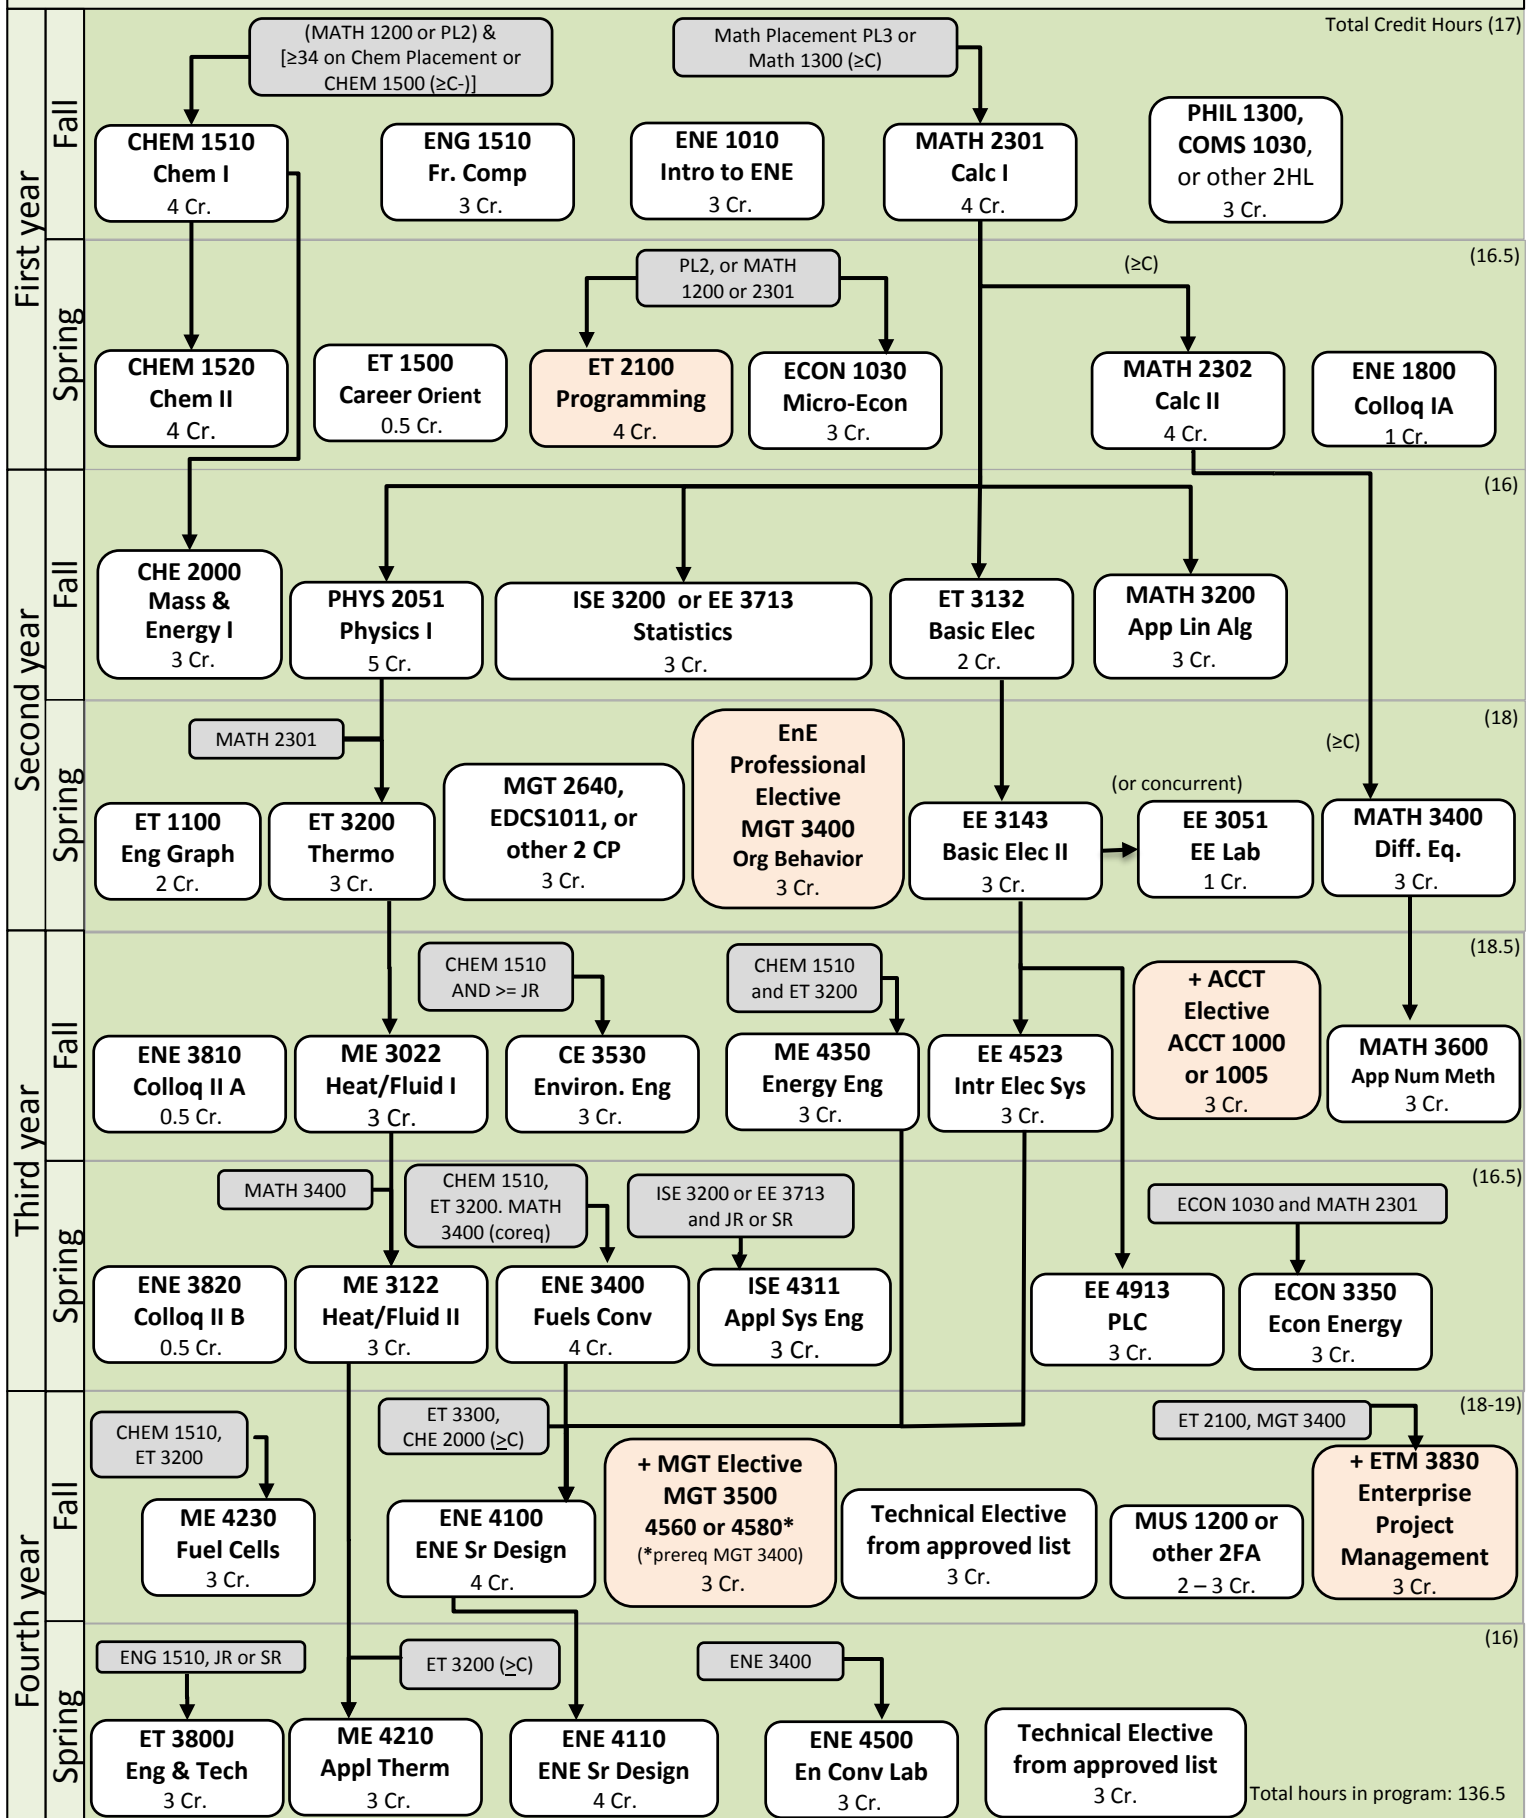 Total Credit Hours (17)
(MATH 1200 or PL2) &
[≥34 on Chem Placement or
CHEM 1500 (≥C-)]
Math Placement PL3 or
Math 1300 (≥C)
First year
Fall
CHEM 1510
Chem I
4 Cr.
ENG 1510
Fr. Comp
3 Cr.
ENE 1010
Intro to ENE
3 Cr.
MATH 2301
Calc I
4 Cr.
PHIL 1300,
COMS 1030,
or other 2HL
3 Cr.
Spring
(16.5)
PL2, or MATH
1200 or 2301
(≥C)
CHEM 1520
Chem II
4 Cr.
ET 1500
Career Orient
0.5 Cr.
ET 2100
Programming
4 Cr.
ECON 1030
Micro-Econ
3 Cr.
MATH 2302
Calc II
4 Cr.
ENE 1800
Colloq IA
1 Cr.
Second year
Fall
(16)
CHE 2000
Mass &
Energy I
3 Cr.
PHYS 2051
Physics I
5 Cr.
ISE 3200 or EE 3713
Statistics
3 Cr.
ET 3132
Basic Elec
2 Cr.
MATH 3200
App Lin Alg
3 Cr.
Spring
(18)
MATH 2301
(≥C)
(or concurrent)
ET 1100
Eng Graph
2 Cr.
ET 3200
Thermo
3 Cr.
MGT 2640,
EDCS1011, or
other 2 CP
3 Cr.
EnE
Professional
Elective
MGT 3400
Org Behavior
3 Cr.
EE 3143
Basic Elec II
3 Cr.
EE 3051
EE Lab
1 Cr.
MATH 3400
Diff. Eq.
3 Cr.
Third year
Fall
(18.5)
CHEM 1510
AND >= JR
CHEM 1510
and ET 3200
ENE 3810
Colloq II A
0.5 Cr.
ME 3022
Heat/Fluid I
3 Cr.
CE 3530
Environ. Eng
3 Cr.
ME 4350
Energy Eng
3 Cr.
EE 4523
Intr Elec Sys
3 Cr.
+ ACCT
Elective
ACCT 1000
or 1005
3 Cr.
MATH 3600
App Num Meth
3 Cr.
Spring
(16.5)
MATH 3400
CHEM 1510,
ET 3200. MATH
3400 (coreq)
ISE 3200 or EE 3713
and JR or SR
ECON 1030 and MATH 2301
ENE 3820
Colloq II B
0.5 Cr.
ME 3122
Heat/Fluid II
3 Cr.
ENE 3400
Fuels Conv
4 Cr.
ISE 4311
Appl Sys Eng
3 Cr.
EE 4913
PLC
3 Cr.
ECON 3350
Econ Energy
3 Cr.
Fourth year
Fall
(18-19)
CHEM 1510,
ET 3200
ET 3300,
CHE 2000 (≥C)
ET 2100, MGT 3400
ME 4230
Fuel Cells
3 Cr.
ENE 4100
ENE Sr Design
4 Cr.
+ MGT Elective
MGT 3500
4560 or 4580*
(*prereq MGT 3400)
3 Cr.
Technical Elective
from approved list
3 Cr.
MUS 1200 or
other 2FA
2 – 3 Cr.
+ ETM 3830
Enterprise
Project
Management
3 Cr.
Spring
(16)
ENG 1510, JR or SR
ET 3200 (≥C)
ENE 3400
ET 3800J
Eng & Tech
3 Cr.
ME 4210
Appl Therm
3 Cr.
ENE 4110
ENE Sr Design
4 Cr.
ENE 4500
En Conv Lab
3 Cr.
Technical Elective
from approved list
3 Cr.
Total hours in program: 136.5